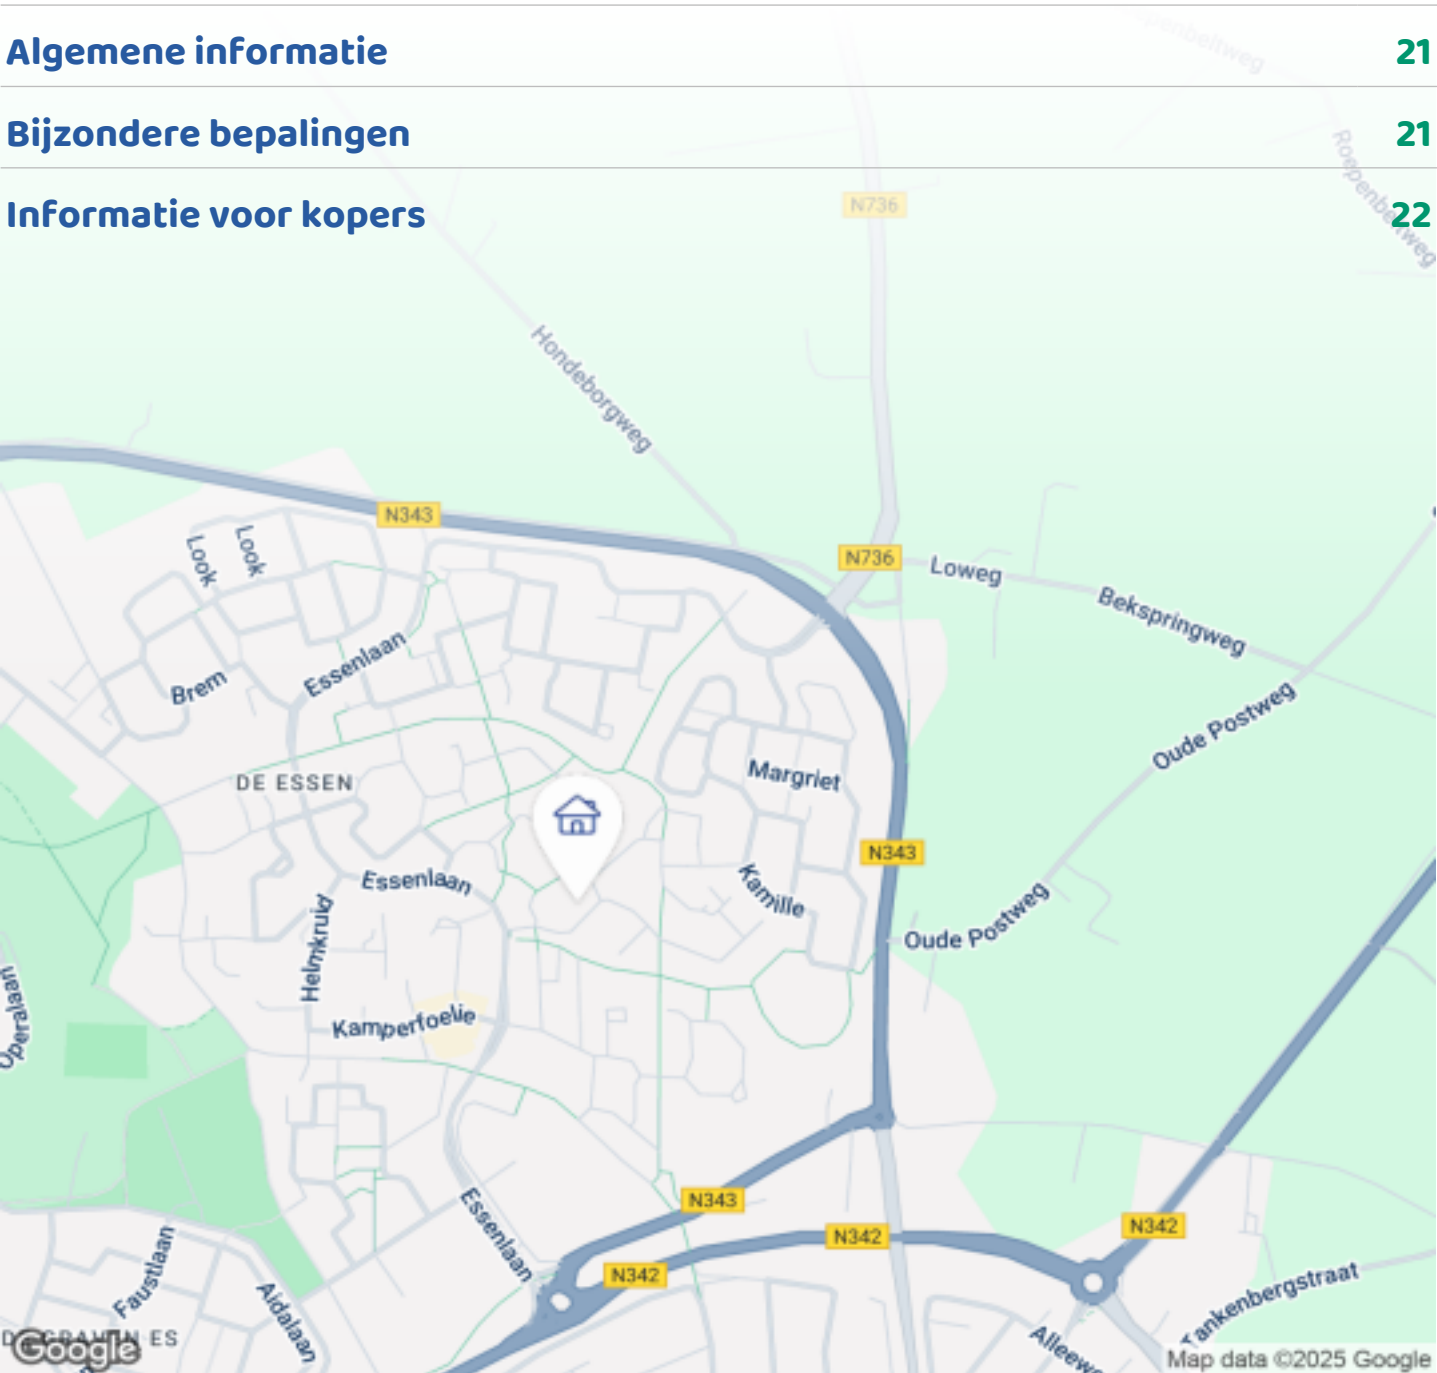 Algemene informatie 21
Bijzondere bepalingen 21
Informatie voor kopers 22
Roepenbeltweg
N736
Hondeborgweg
N343
Look
Look
N736
Loweg
Bekspringweg
Essenlaan
Brem
Oude Postweg
Margriet
DE ESSEN
N343
Essenlaan
Kamille
Helmkruid
Oude Postweg
Operalaan
Kamperfoelie
Essenlaan
N343
N342
N342
N342
Faustlaan
Aidalaan
Tankenbergstraat
Google
Map data ©2025 Google